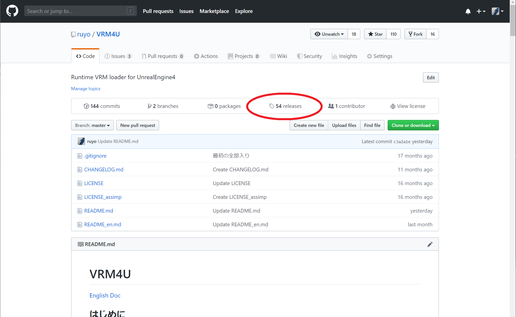 Search or jump to... /
Pull requests Issues Marketplace Explore
ruyo / VRM4U
Unwatch 18 Star 110 Fork 16
Code Issues 3 Pull requests 0 Actions Projects 0 Wiki Security Insights Settings
Runtime VRM loader for UnrealEngine4 Edit
Manage topics
144 commits 2 branches 0 packages 54 releases 1 contributor View license
Branch: master New pull request Create new file Upload files Find file Clone or download
ruyo Update README.md Latest commit yesterday
.gitignore 最初の全部入り 17 months ago
CHANGELOG.md Create CHANGELOG.md 11 months ago
LICENSE Update LICENSE 16 months ago
LICENSE_assimp Create LICENSE_assimp 16 months ago
README.md Update README.md yesterday
README_en.md Update README_en.md last month
README.md
VRM4U
English Doc
はじめに